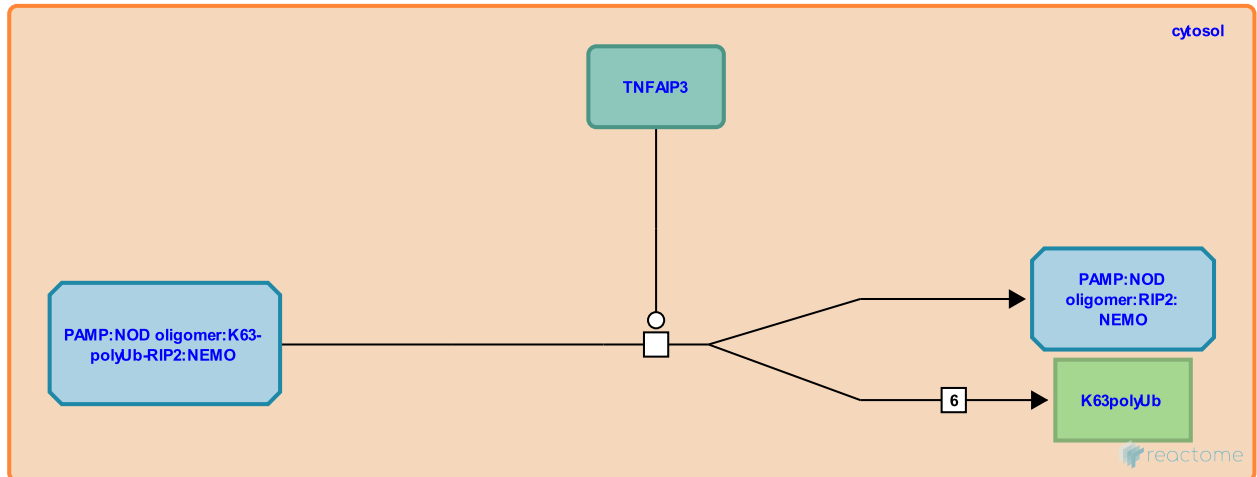 cytosol
TNFAIP3
PAMP:NOD
oligomer:RIP2:
NEMO
PAMP:NOD oligomer:K63-
polyUb-RIP2:NEMO
6
K63polyUb
reactome